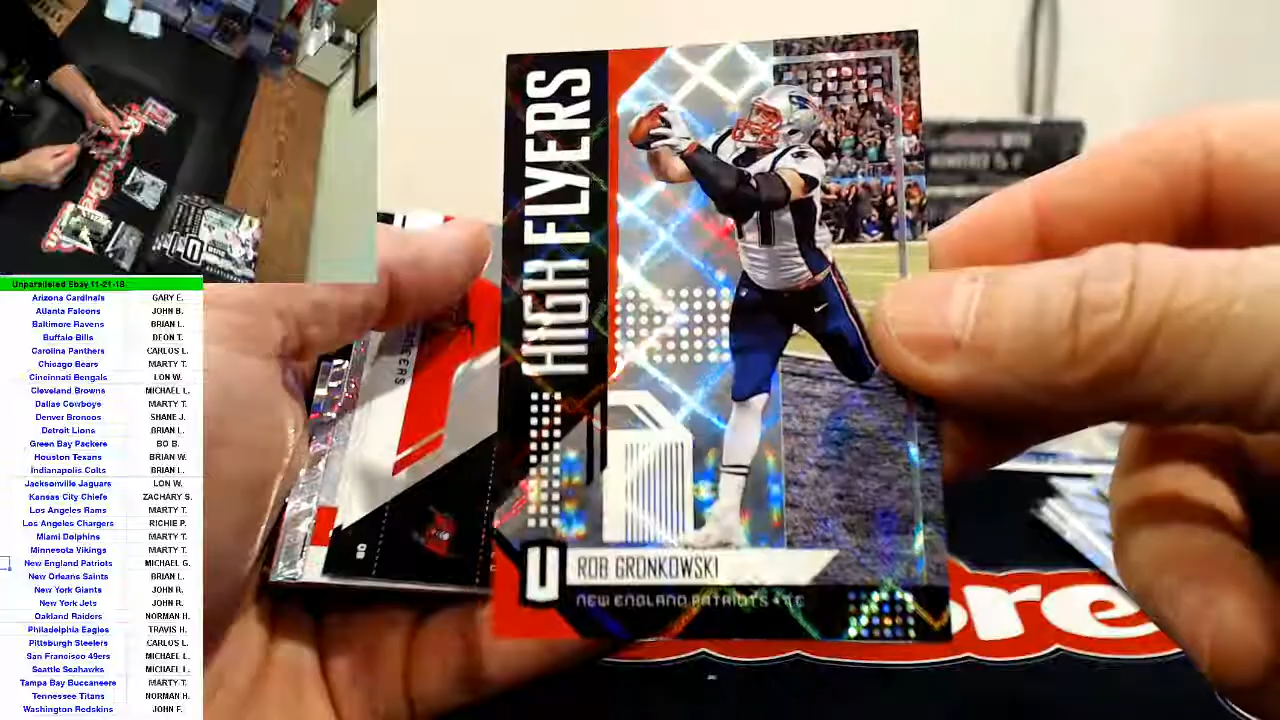 HIGH FLYERS
ROB GRONKOWSKI
NEW ENGLAND PATRIOTS • TE
Unparalleled Ebay 11-21-18
Arizona Cardinals GARY E.
Atlanta Falcons JOHN B.
Baltimore Ravens BRIAN L.
Buffalo Bills DEON T.
Carolina Panthers CARLOS L.
Chicago Bears MARTY T.
Cincinnati Bengals LON W.
Cleveland Browns MICHAEL L.
Dallas Cowboys MARTY T.
Denver Broncos SHANE J.
Detroit Lions BRIAN L.
Green Bay Packers BO B.
Houston Texans BRIAN W.
Indianapolis Colts BRIAN L.
Jacksonville Jaguars LON W.
Kansas City Chiefs ZACHARY S.
Los Angeles Rams MARTY T.
Los Angeles Chargers RICHIE P.
Miami Dolphins MARTY T.
Minnesota Vikings MARTY T.
New England Patriots MICHAEL G.
New Orleans Saints BRIAN L.
New York Giants JOHN R.
New York Jets JOHN R.
Oakland Raiders NORMAN H.
Philadelphia Eagles TRAVIS H.
Pittsburgh Steelers CARLOS L.
San Francisco 49ers MICHAEL L.
Seattle Seahawks MICHAEL L.
Tampa Bay Buccaneers MARTY T.
Tennessee Titans NORMAN H.
Washington Redskins JOHN F.